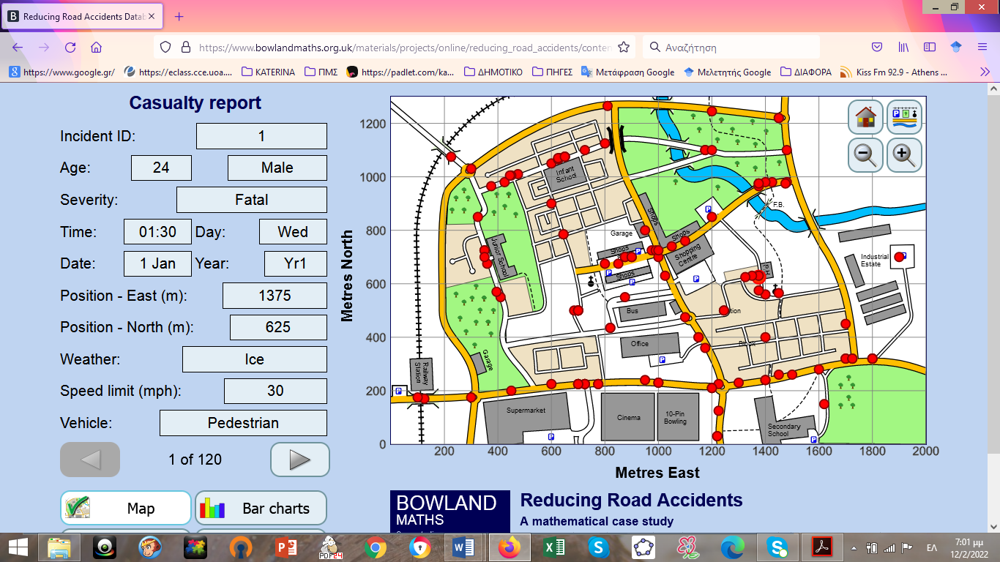 B Reducing Road Accidents Datab
https://www.bowlandmaths.org.uk/materials/projects/online/reducing_road_accidents/conten
Αναζήτηση
https://www.google.gr/
https://eclass.cce.uoa....
KATERINA
ΠΜΣ
https://padlet.com/ka...
ΔΗΜΟΤΙΚΟ
ΠΗΓΕΣ
Μετάφραση Google
Μελετητής Google
ΔΙΑΦΟΡΑ
Kiss Fm 92.9 - Athens ...
Casualty report
Incident ID: 1
Age: 24 Male
Severity: Fatal
Time: 01:30 Day: Wed
Date: 1 Jan Year: Yr1
Position - East (m): 1375
Position - North (m): 625
Weather: Ice
Speed limit (mph): 30
Vehicle: Pedestrian
1 of 120
Map
Bar charts
Metres North
1200
1000
800
600
400
200
0
Infant
School
Junior School
Garage
Shops
Shops
Shops
Shops
Shopping
Centre
F.B.
P.H.
Industrial
Estate
Bus
Office
Garage
Railway
Station
Supermarket
Cinema
10-Pin
Bowling
Secondary
School
P
P
P
P
P
P
P
P
P
P
P
200 400 600 800 1000 1200 1400 1600 1800 2000
Metres East
BOWLAND
MATHS
Reducing Road Accidents
A mathematical case study
PDF24
ΕΛ
7:01 μμ
12/2/2022